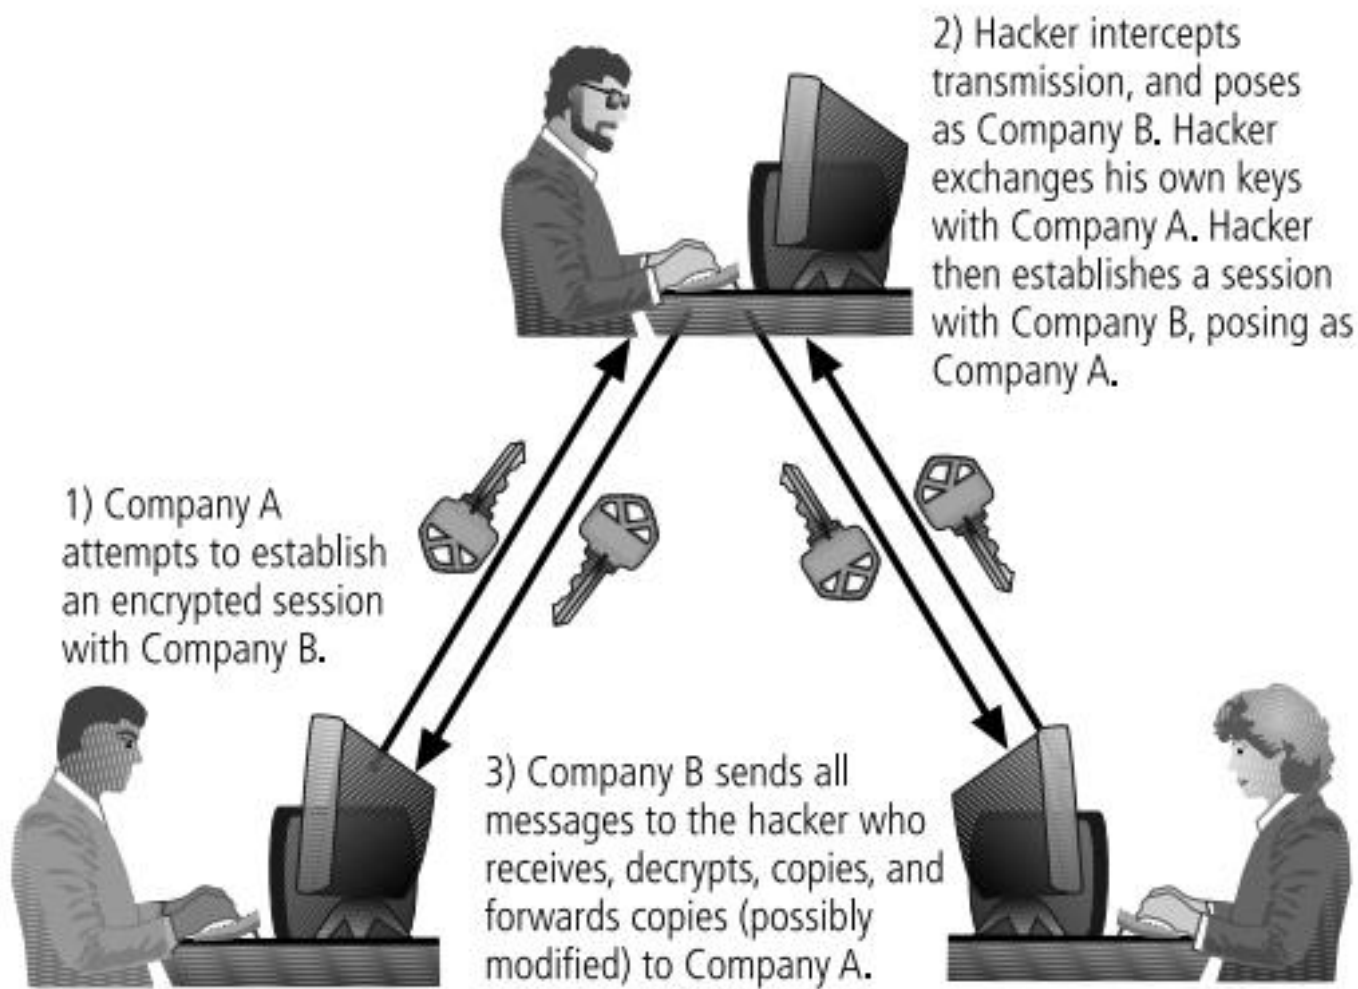 2) Hacker intercepts
transmission, and poses
as Company B. Hacker
exchanges his own keys
with Company A. Hacker
then establishes a session
with Company B, posing as
Company A.
1) Company A
attempts to establish
an encrypted session
with Company B.
3) Company B sends all
messages to the hacker who
receives, decrypts, copies, and
forwards copies (possibly
modified) to Company A.